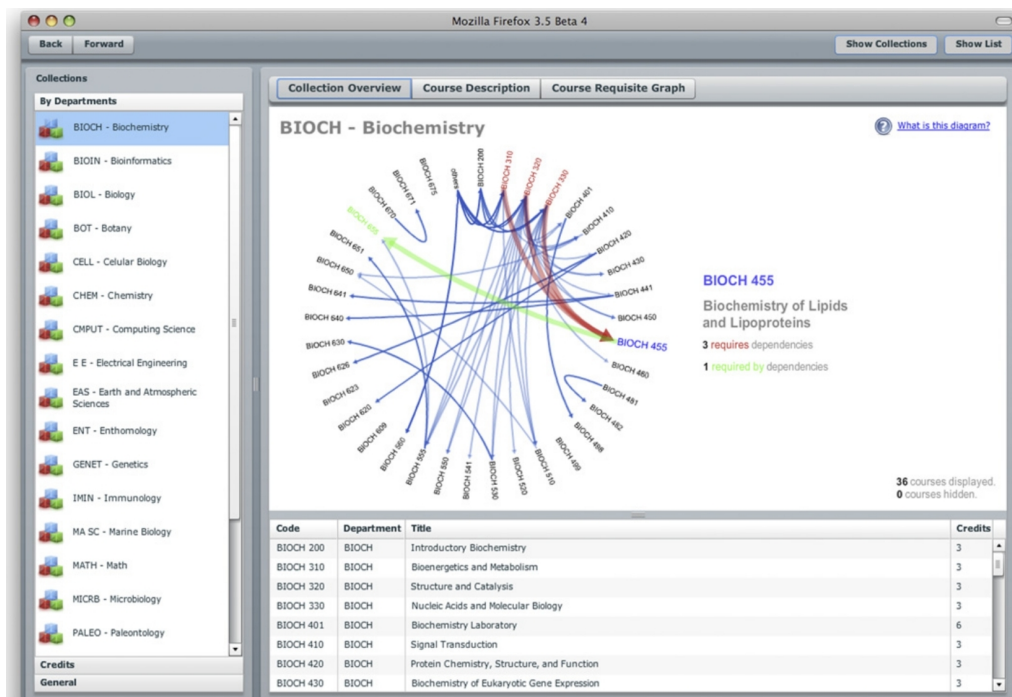 Mozilla Firefox 3.5 Beta 4
Back
Forward
Show Collections
Show List
Collections
By Departments
BIOCH - Biochemistry
BIOIN - Bioinformatics
BIOL - Biology
BOT - Botany
CELL - Celular Biology
CHEM - Chemistry
CMPUT - Computing Science
E E - Electrical Engineering
EAS - Earth and Atmospheric
Sciences
ENT - Enthomology
GENET - Genetics
IMIN - Immunology
MA SC - Marine Biology
MATH - Math
MICRB - Microbiology
PALEO - Paleontology
Credits
General
Collection Overview
Course Description
Course Requisite Graph
BIOCH - Biochemistry
What is this diagram?
others
BIOCH 200
BIOCH 310
BIOCH 320
BIOCH 330
BIOCH 401
BIOCH 410
BIOCH 420
BIOCH 430
BIOCH 441
BIOCH 450
BIOCH 455
BIOCH 460
BIOCH 481
BIOCH 482
BIOCH 498
BIOCH 499
BIOCH 510
BIOCH 520
BIOCH 530
BIOCH 541
BIOCH 550
BIOCH 555
BIOCH 560
BIOCH 609
BIOCH 620
BIOCH 623
BIOCH 626
BIOCH 630
BIOCH 640
BIOCH 641
BIOCH 650
BIOCH 651
BIOCH 655
BIOCH 670
BIOCH 671
BIOCH 675
BIOCH 455
Biochemistry of Lipids
and Lipoproteins
3 requires dependencies
1 required by dependencies
36 courses displayed.
0 courses hidden.
Code Department Title Credits
BIOCH 200 BIOCH Introductory Biochemistry 3
BIOCH 310 BIOCH Bioenergetics and Metabolism 3
BIOCH 320 BIOCH Structure and Catalysis 3
BIOCH 330 BIOCH Nucleic Acids and Molecular Biology 3
BIOCH 401 BIOCH Biochemistry Laboratory 6
BIOCH 410 BIOCH Signal Transduction 3
BIOCH 420 BIOCH Protein Chemistry, Structure, and Function 3
BIOCH 430 BIOCH Biochemistry of Eukaryotic Gene Expression 3